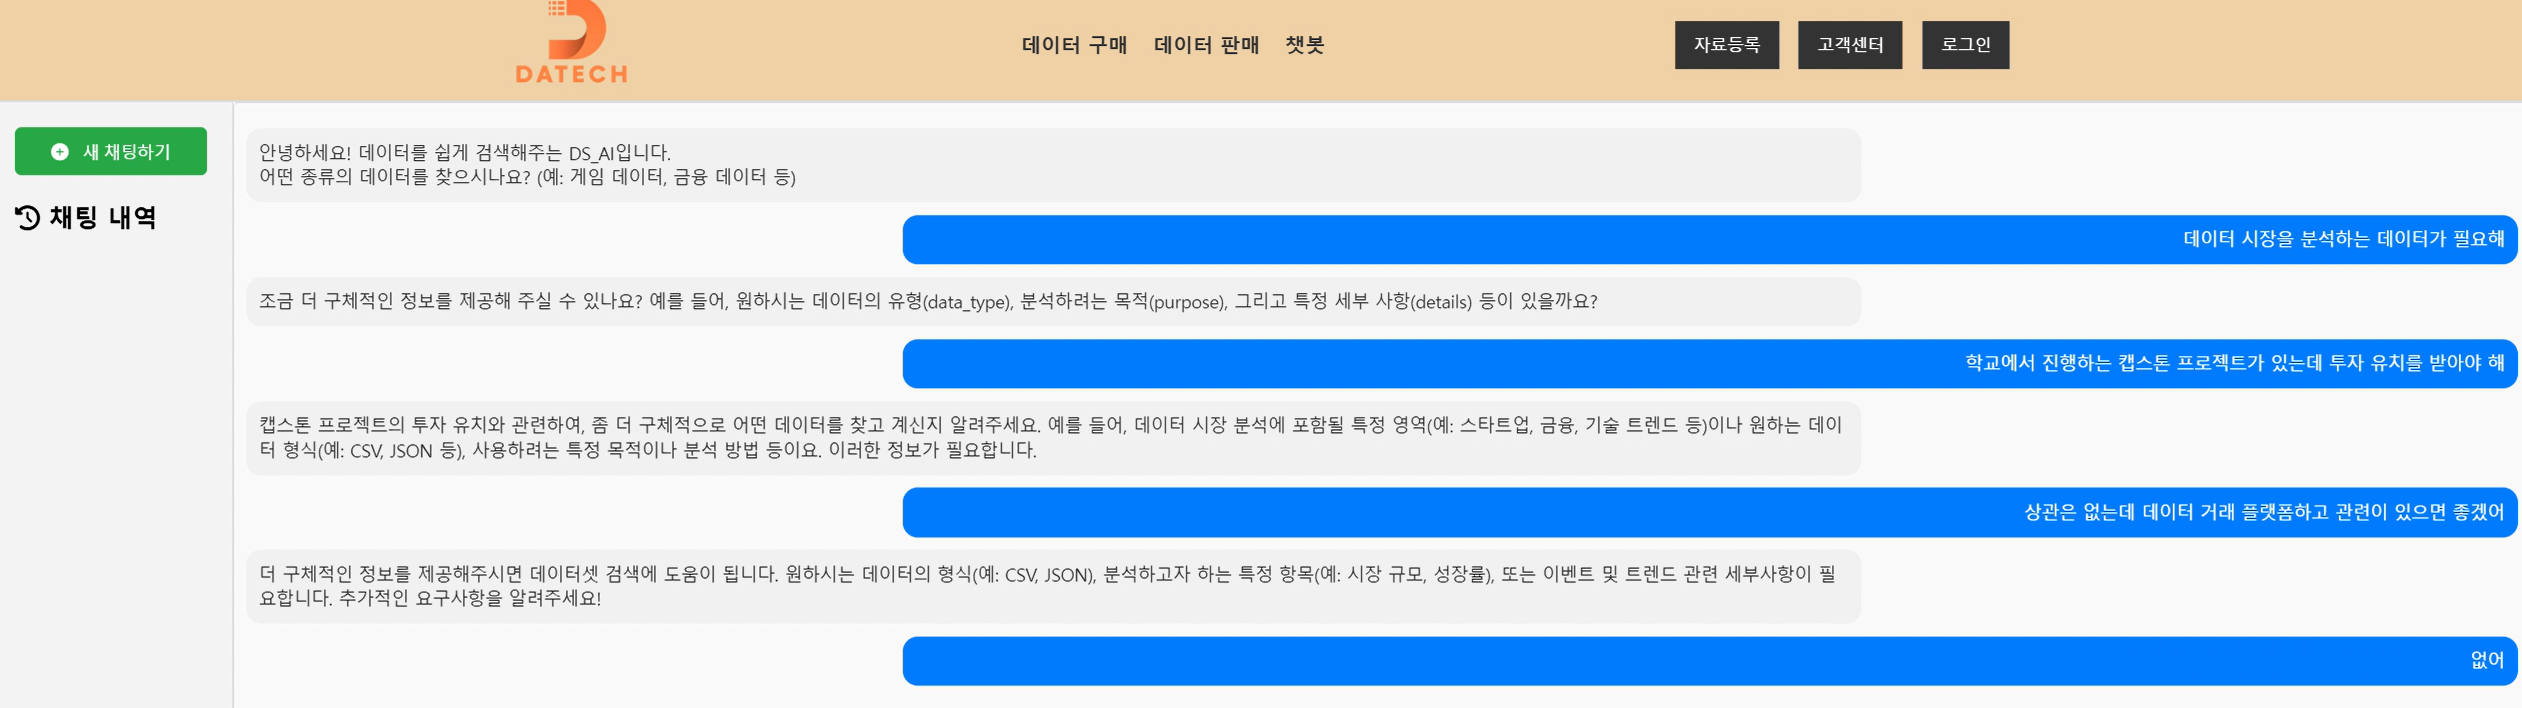 DATECH
데이터 구매 데이터 판매 챗봇
자료등록 고객센터 로그인
새 채팅하기
채팅 내역
안녕하세요! 데이터를 쉽게 검색해주는 DS_AI입니다.
어떤 종류의 데이터를 찾으시나요? (예: 게임 데이터, 금융 데이터 등)
데이터 시장을 분석하는 데이터가 필요해
조금 더 구체적인 정보를 제공해 주실 수 있나요? 예를 들어, 원하시는 데이터의 유형(data_type), 분석하려는 목적(purpose), 그리고 특정 세부 사항(details) 등이 있을까요?
학교에서 진행하는 캡스톤 프로젝트가 있는데 투자 유치를 받아야 해
캡스톤 프로젝트의 투자 유치와 관련하여, 좀 더 구체적으로 어떤 데이터를 찾고 계신지 알려주세요. 예를 들어, 데이터 시장 분석에 포함될 특정 영역(예: 스타트업, 금융, 기술 트렌드 등)이나 원하는 데이
터 형식(예: CSV, JSON 등), 사용하려는 특정 목적이나 분석 방법 등이요. 이러한 정보가 필요합니다.
상관은 없는데 데이터 거래 플랫폼하고 관련이 있으면 좋겠어
더 구체적인 정보를 제공해주시면 데이터셋 검색에 도움이 됩니다. 원하시는 데이터의 형식(예: CSV, JSON), 분석하고자 하는 특정 항목(예: 시장 규모, 성장률), 또는 이벤트 및 트렌드 관련 세부사항이 필
요합니다. 추가적인 요구사항을 알려주세요!
없어